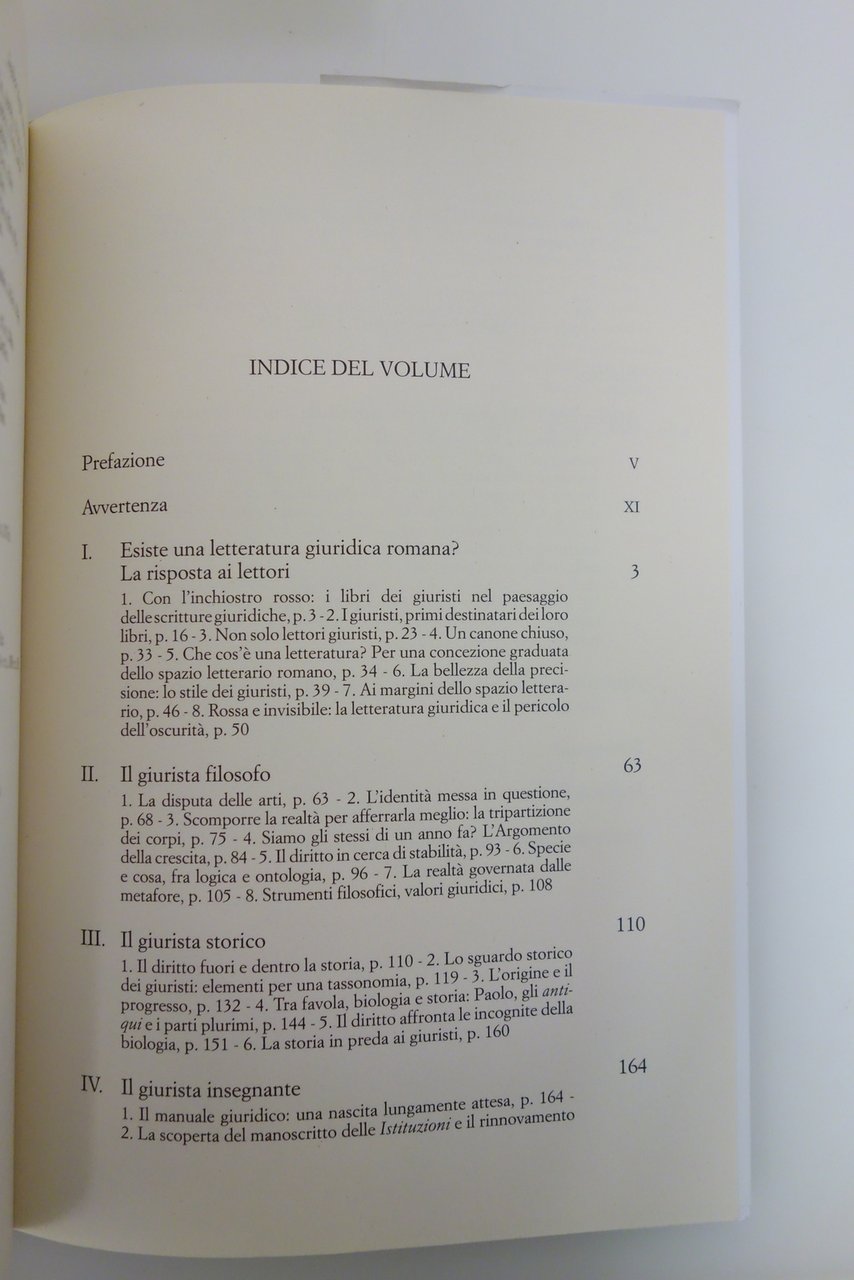 INDICE DEL VOLUME
Prefazione V
Avvertenza XI
I. Esiste una letteratura giuridica romana?
La risposta ai lettori 3
1. Con l'inchiostro rosso: i libri dei giuristi nel paesaggio
delle scritture giuridiche, p. 3 - 2. I giuristi, primi destinatari dei loro
libri, p. 16 - 3. Non solo lettori giuristi, p. 23 - 4. Un canone chiuso,
p. 33 - 5. Che cos'è una letteratura? Per una concezione graduata
dello spazio letterario romano, p. 34 - 6. La bellezza della preci-
sione: lo stile dei giuristi, p. 39 - 7. Ai margini dello spazio lettera-
rio, p. 46 - 8. Rossa e invisibile: la letteratura giuridica e il pericolo
dell'oscurità, p. 50
II. Il giurista filosofo 63
1. La disputa delle arti, p. 63 - 2. L'identità messa in questione,
p. 68 - 3. Scomporre la realtà per afferrarla meglio: la tripartizione
dei corpi, p. 75 - 4. Siamo gli stessi di un anno fa? L'Argomento
della crescita, p. 84 - 5. Il diritto in cerca di stabilità, p. 93 - 6. Specie
e cosa, fra logica e ontologia, p. 96 - 7. La realtà governata dalle
metafore, p. 105 - 8. Strumenti filosofici, valori giuridici, p. 108
III. Il giurista storico 110
1. Il diritto fuori e dentro la storia, p. 110 - 2. Lo sguardo storico
dei giuristi: elementi per una tassonomia, p. 119 - 3. L'origine e il
progresso, p. 132 - 4. Tra favola, biologia e storia: Paolo, gli anti-
qui e i parti plurimi, p. 144 - 5. Il diritto affronta le incognite della
biologia, p. 151 - 6. La storia in preda ai giuristi, p. 160
IV. Il giurista insegnante 164
1. Il manuale giuridico: una nascita lungamente attesa, p. 164 -
2. La scoperta del manoscritto delle Istituzioni e il rinnovamento